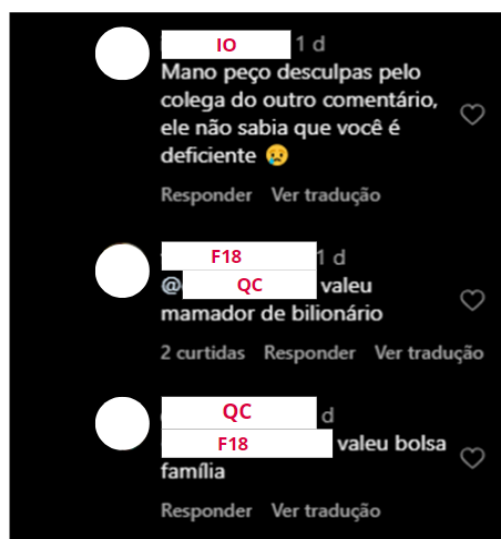 IO 1 d
Mano peço desculpas pelo
colega do outro comentário,
ele não sabia que você é
deficiente 😢
Responder Ver tradução
F18 1 d
@ QC valeu
mamador de bilionário
2 curtidas Responder Ver tradução
QC d
F18 valeu bolsa
família
Responder Ver tradução